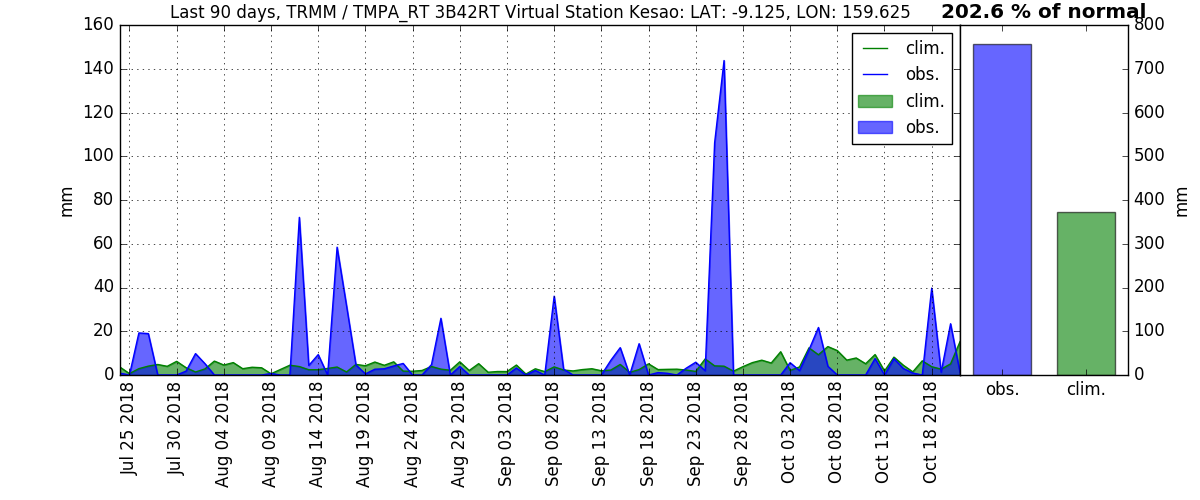 Last 90 days, TRMM / TMPA_RT 3B42RT Virtual Station Kesao: LAT: -9.125, LON: 159.625
202.6 % of normal
160
140
120
100
80
60
40
20
0
mm
clim.
obs.
clim.
obs.
Jul 25 2018
Jul 30 2018
Aug 04 2018
Aug 09 2018
Aug 14 2018
Aug 19 2018
Aug 24 2018
Aug 29 2018
Sep 03 2018
Sep 08 2018
Sep 13 2018
Sep 18 2018
Sep 23 2018
Sep 28 2018
Oct 03 2018
Oct 08 2018
Oct 13 2018
Oct 18 2018
800
700
600
500
400
300
200
100
0
mm
obs.
clim.